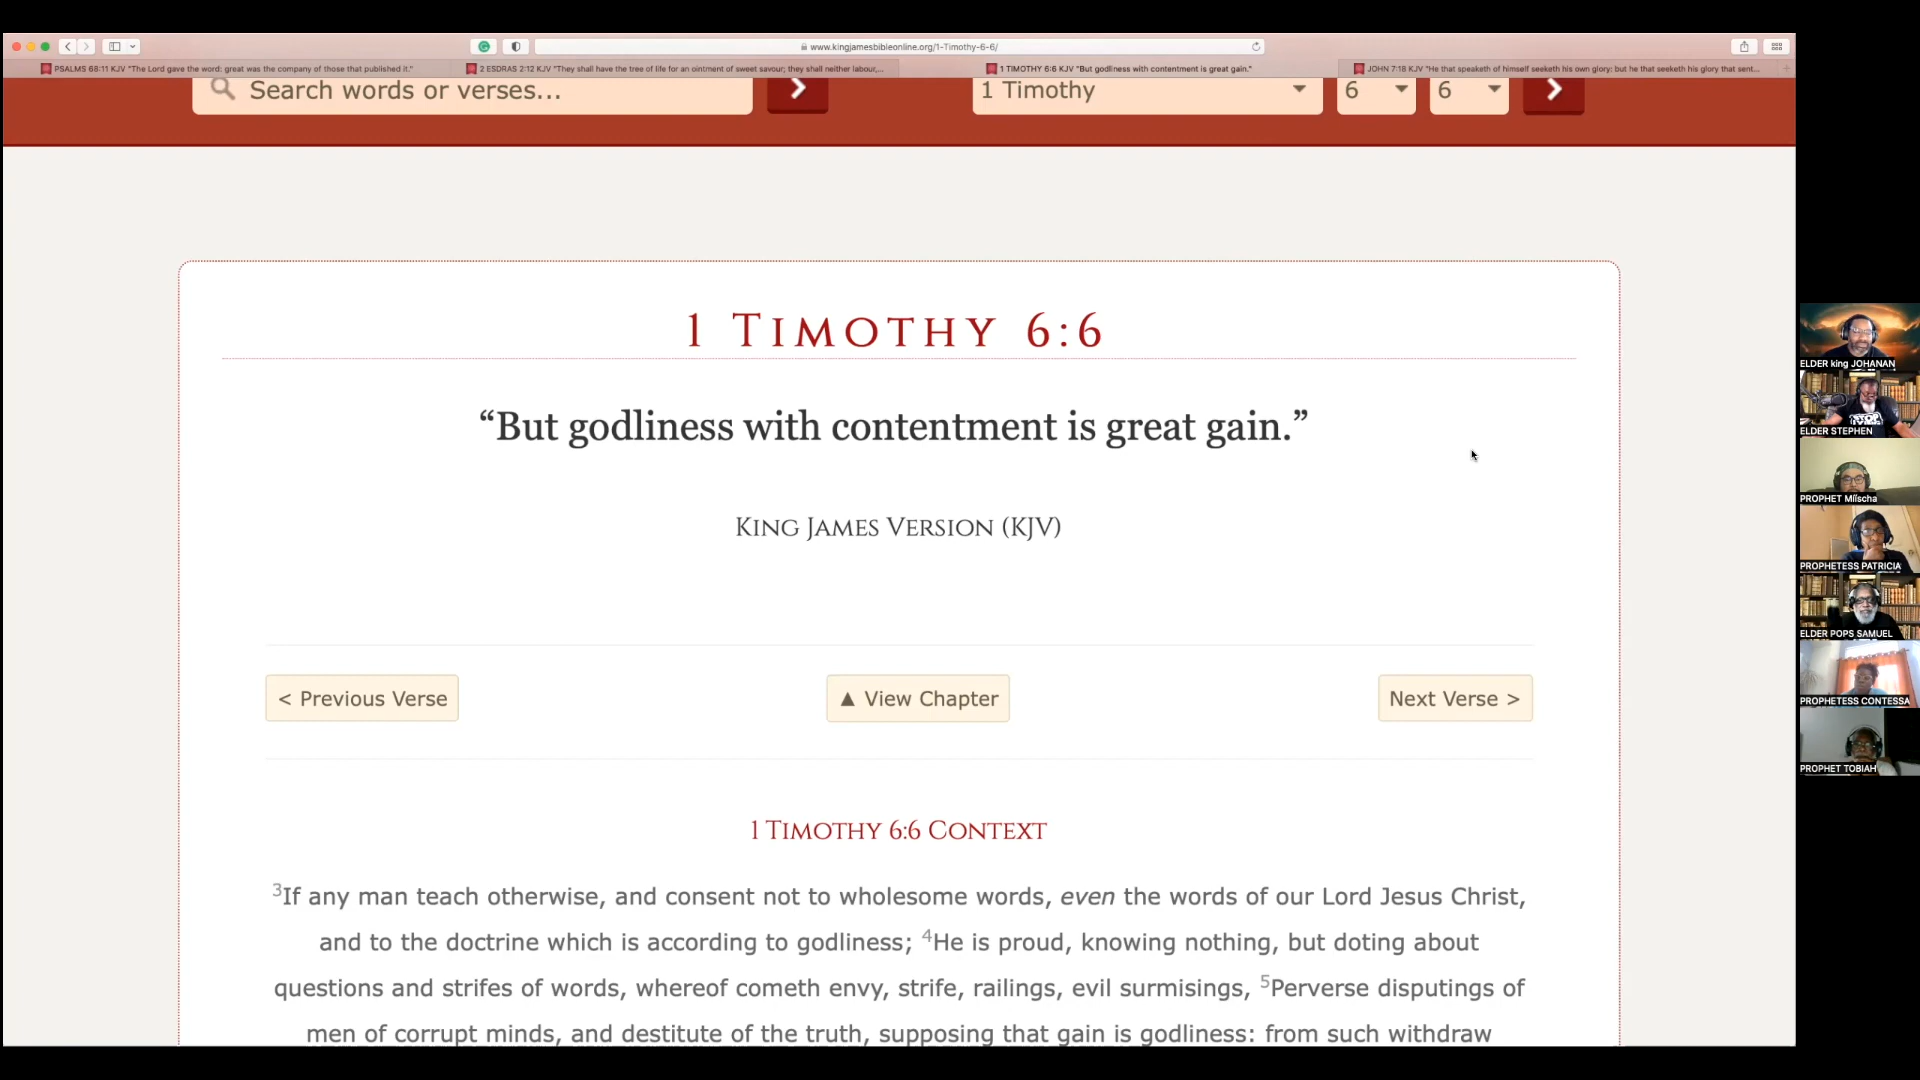 www.kingjamesbibleonline.org/1-Timothy-6-6/
PSALMS 68:11 KJV "The Lord gave the word: great was the company of those that published it."
2 ESDRAS 2:12 KJV "They shall have the tree of life for an ointment of sweet savour; they shall neither labour,...
1 TIMOTHY 6:6 KJV "But godliness with contentment is great gain."
JOHN 7:18 KJV "He that speaketh of himself seeketh his own glory: but he that seeketh his glory that sent...
Search words or verses...
1 Timothy
6
6
1 TIMOTHY 6:6
“But godliness with contentment is great gain.”
KING JAMES VERSION (KJV)
< Previous Verse
▲ View Chapter
Next Verse >
1 TIMOTHY 6:6 CONTEXT
3If any man teach otherwise, and consent not to wholesome words, even the words of our Lord Jesus Christ,
and to the doctrine which is according to godliness; 4He is proud, knowing nothing, but doting about
questions and strifes of words, whereof cometh envy, strife, railings, evil surmisings, 5Perverse disputings of
men of corrupt minds, and destitute of the truth, supposing that gain is godliness: from such withdraw
ELDER king JOHANAN
ELDER STEPHEN
PROPHET Miíscha
PROPHETESS PATRICIA
ELDER POPS SAMUEL
PROPHETESS CONTESSA
PROPHET TOBIAH